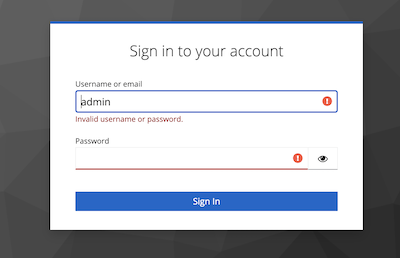 Sign in to your account
Username or email
admin
Invalid username or password.
Password
Sign In